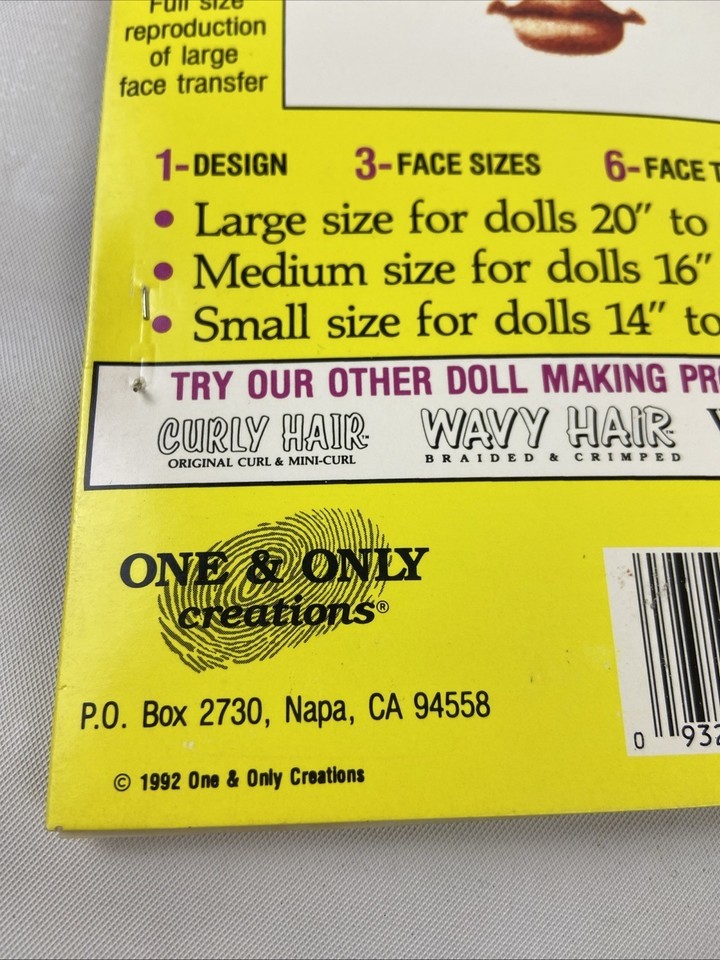 Full size
reproduction
of large
face transfer
1-DESIGN 3-FACE SIZES 6-FACE
• Large size for dolls 20" to
• Medium size for dolls 16"
• Small size for dolls 14" to
TRY OUR OTHER DOLL MAKING
CURLY HAIR™ WAVY HAIR™
ORIGINAL CURL & MINI-CURL BRAIDED & CRIMPED
ONE & ONLY
creations®
P.O. Box 2730, Napa, CA 94558
0 932
© 1992 One & Only Creations